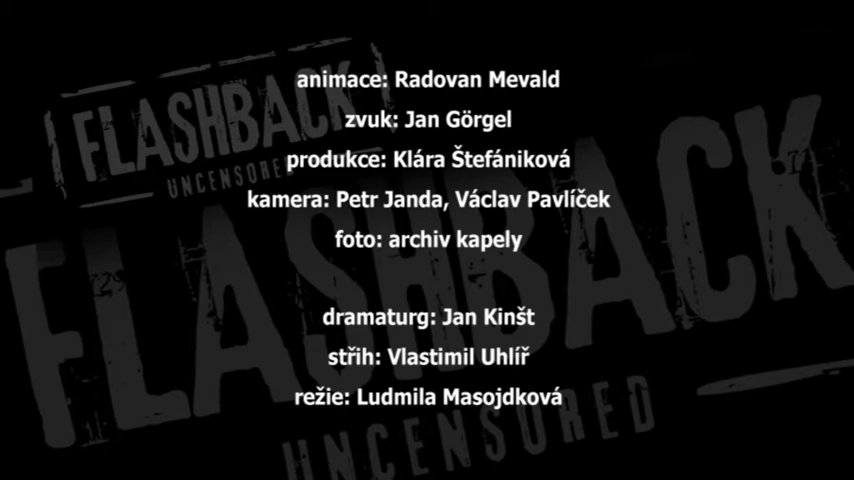 FLASHBACK
UNCENSORED
animace: Radovan Mevald
zvuk: Jan Görgel
produkce: Klára Štefániková
kamera: Petr Janda, Václav Pavlíček
foto: archiv kapely
dramaturg: Jan Kinšt
střih: Vlastimil Uhlíř
režie: Ludmila Masojdková
FLASHBACK
UNCENSORED